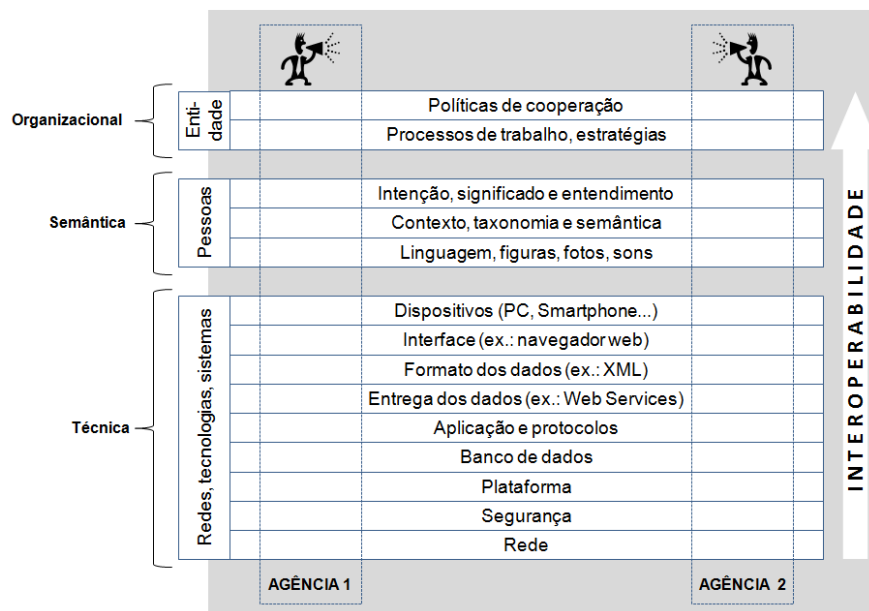 Organizacional
Enti-
dade
Políticas de cooperação
Processos de trabalho, estratégias
Semântica
Pessoas
Intenção, significado e entendimento
Contexto, taxonomia e semântica
Linguagem, figuras, fotos, sons
Técnica
Redes, tecnologias, sistemas
Dispositivos (PC, Smartphone...)
Interface (ex.: navegador web)
Formato dos dados (ex.: XML)
Entrega dos dados (ex.: Web Services)
Aplicação e protocolos
Banco de dados
Plataforma
Segurança
Rede
INTEROPERABILIDADE
AGÊNCIA 1
AGÊNCIA 2